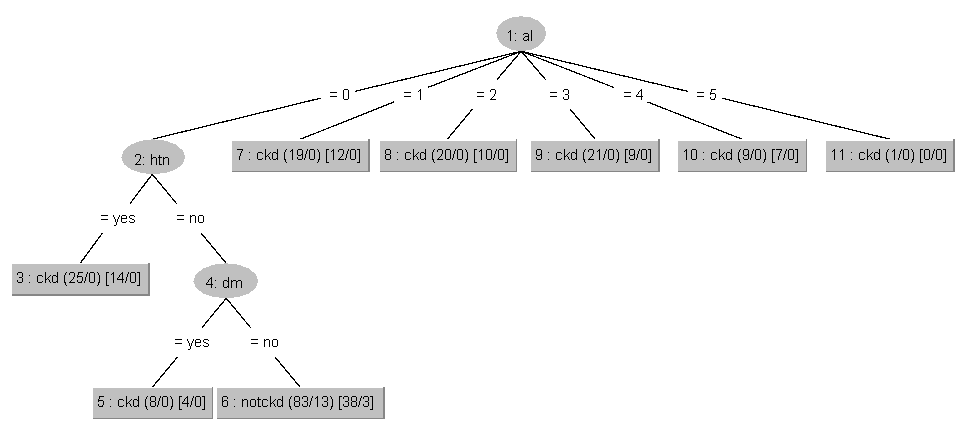 1: al
= 0
= 1
= 2
= 3
= 4
= 5
2: htn
7 : ckd (19/0) [12/0]
8 : ckd (20/0) [10/0]
9 : ckd (21/0) [9/0]
10 : ckd (9/0) [7/0]
11 : ckd (1/0) [0/0]
= yes
= no
3 : ckd (25/0) [14/0]
4: dm
= yes
= no
5 : ckd (8/0) [4/0]
6 : notckd (83/13) [38/3]